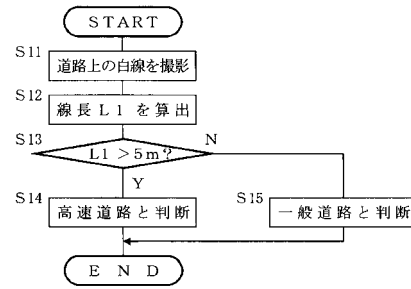 START
S11
道路上の白線を撮影
S12
線長L1を算出
S13
L1>5m?
N
Y
S14
高速道路と判断
S15
一般道路と判断
END